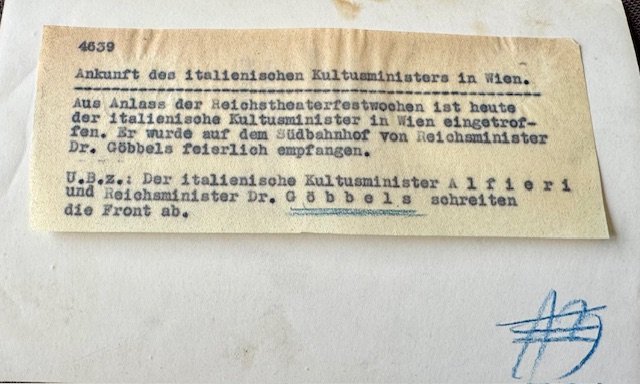 4639
Ankunft des italienischen Kultusministers in Wien.
Aus Anlass der Reichstheaterfestwochen ist heute
der italienische Kultusminister in Wien eingetrof-
fen. Er wurde auf dem Südbahnhof von Reichsminister
Dr. Göbbels feierlich empfangen.
U.B.z.: Der italienische Kultusminister A l f i e r i
und Reichsminister Dr. G ö b b e l s schreiten
die Front ab.